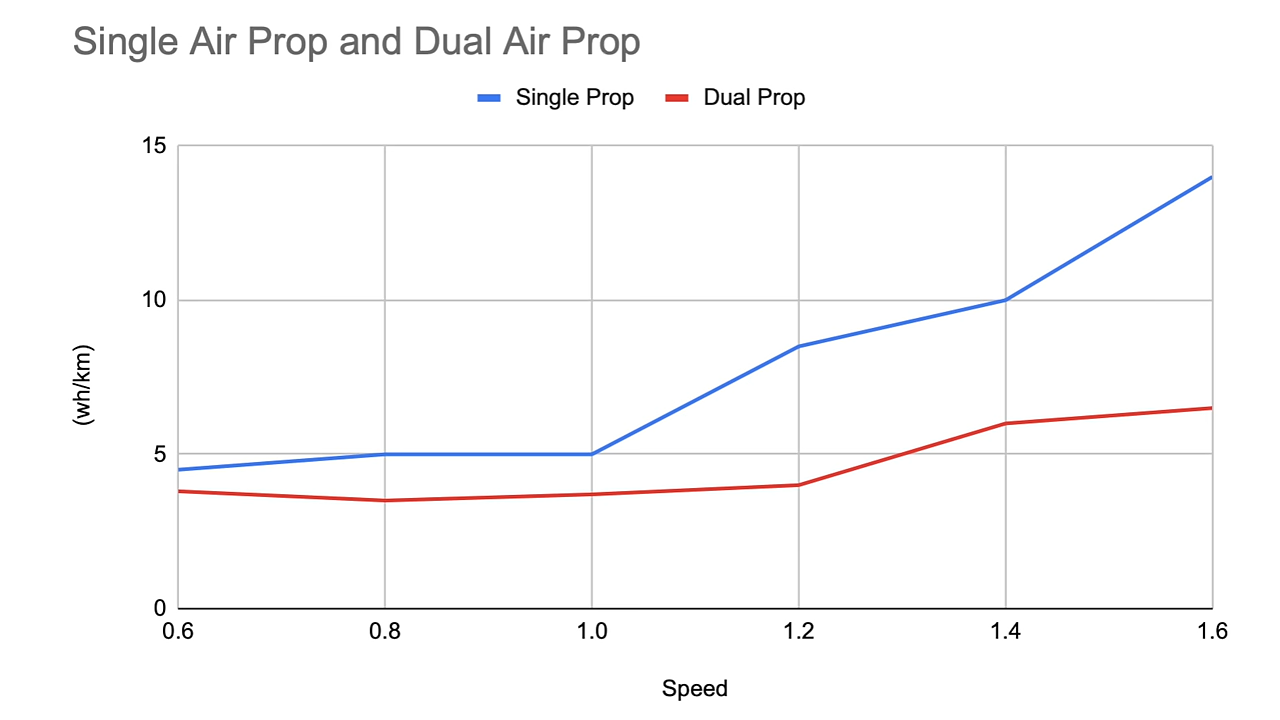 Single Air Prop and Dual Air Prop
Single Prop Dual Prop
15
10
5
0
(wh/km)
0.6 0.8 1.0 1.2 1.4 1.6
Speed